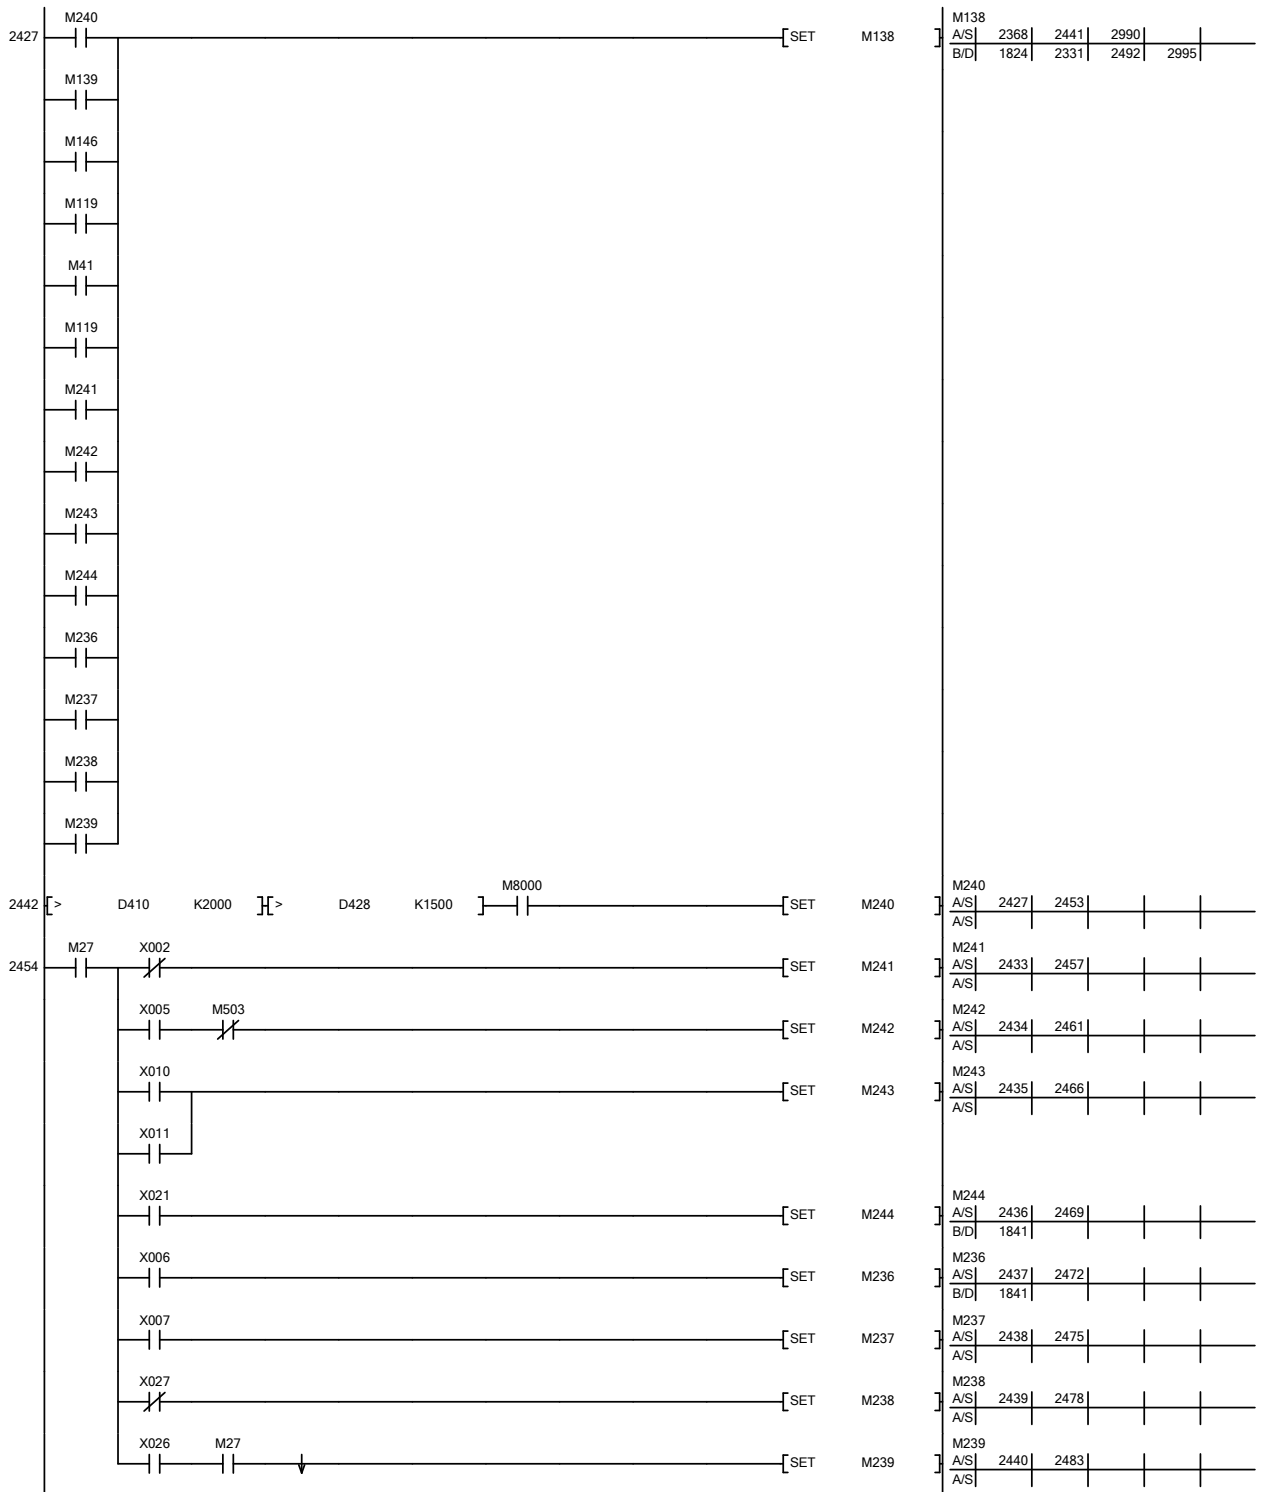 M240 M138
2427 SET M138 A/S 2368 2441 2990
B/D 1824 2331 2492 2995
M139
M146
M119
M41
M119
M241
M242
M243
M244
M236
M237
M238
M239
M8000 M240
2442 > D410 K2000 > D428 K1500 SET M240 A/S 2427 2453
A/S
M27 X002 M241
2454 SET M241 A/S 2433 2457
A/S
X005 M503 M242
SET M242 A/S 2434 2461
A/S
X010 M243
SET M243 A/S 2435 2466
A/S
X011
X021 M244
SET M244 A/S 2436 2469
B/D 1841
X006 M236
SET M236 A/S 2437 2472
B/D 1841
X007 M237
SET M237 A/S 2438 2475
A/S
X027 M238
SET M238 A/S 2439 2478
A/S
X026 M27 M239
SET M239 A/S 2440 2483
A/S